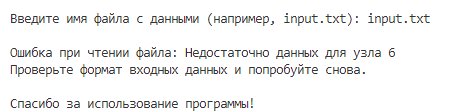 Введите имя файла с данными (например, input.txt): input.txt
Ошибка при чтении файла: Недостаточно данных для узла 6
Проверьте формат входных данных и попробуйте снова.
Спасибо за использование программы!